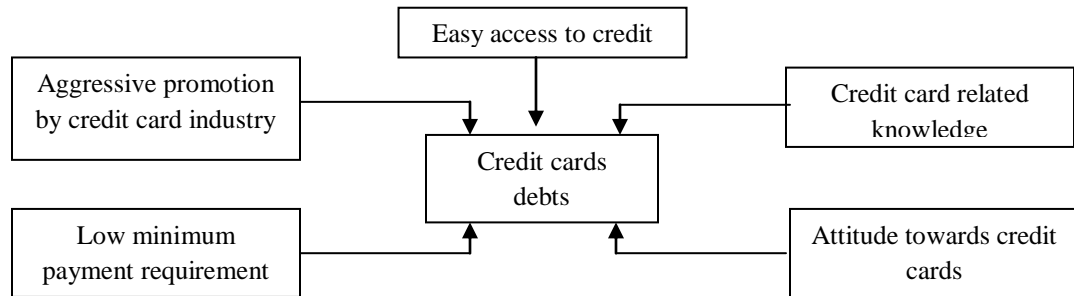 Easy access to credit
Aggressive promotion
by credit card industry
Credit card related
knowledge
Credit cards
debts
Low minimum
payment requirement
Attitude towards credit
cards